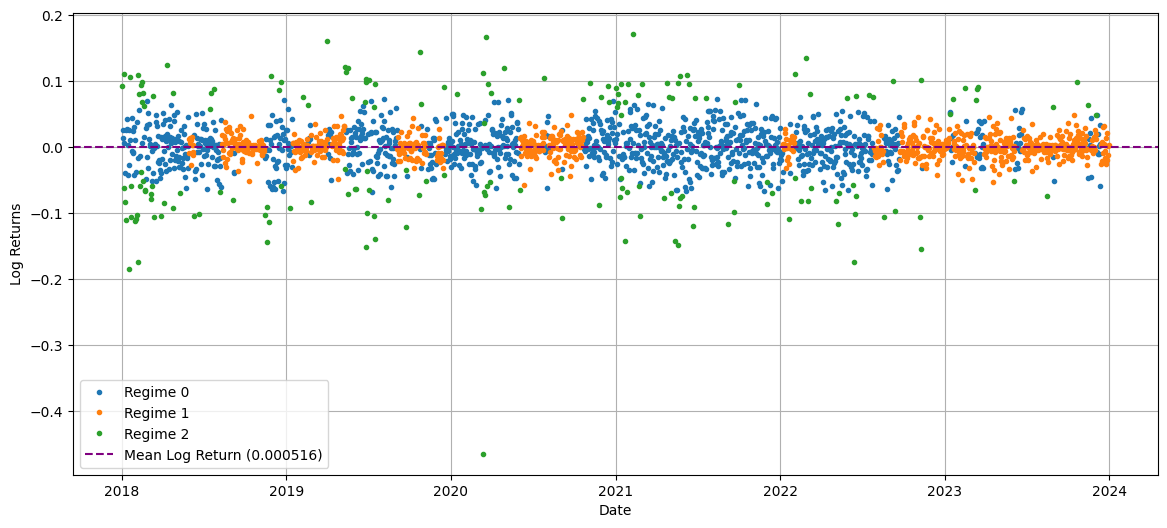 0.2
0.1
0.0
−0.1
−0.2
−0.3
−0.4
Log Returns
Regime 0
Regime 1
Regime 2
Mean Log Return (0.000516)
2018 2019 2020 2021 2022 2023 2024
Date